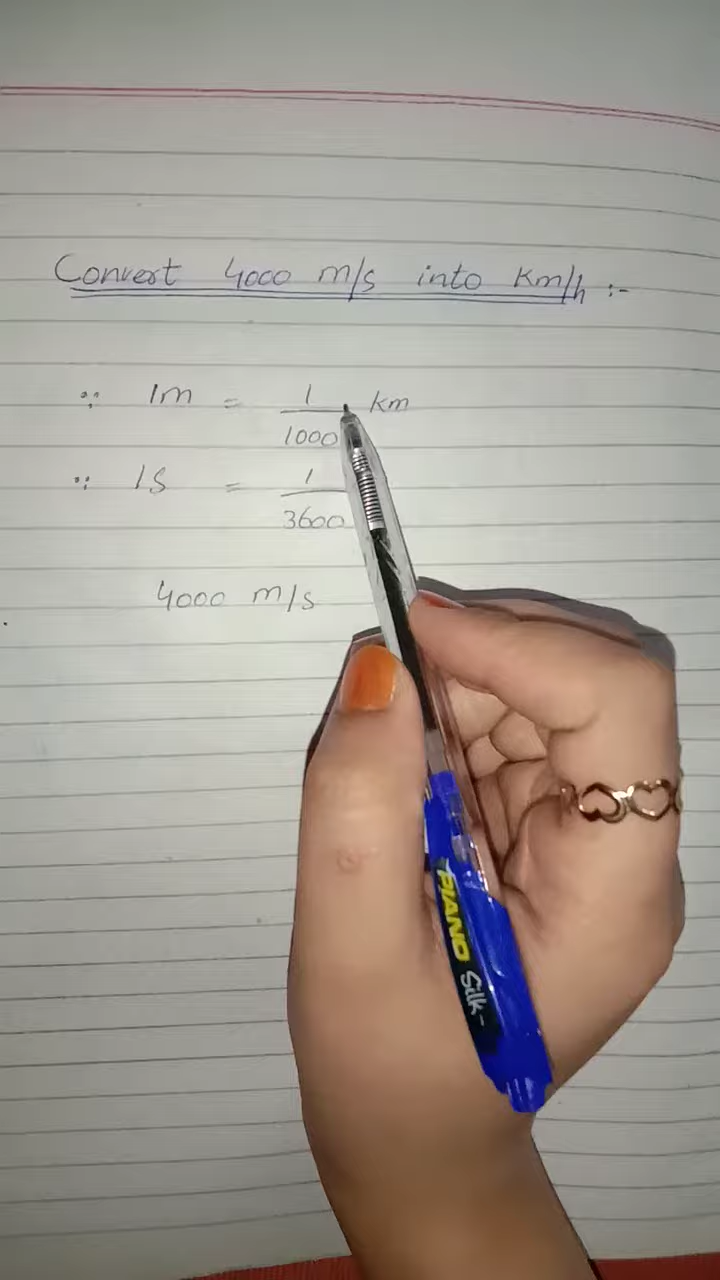 Convert 4000 m/s into Km/h :-
∵ 1m = 1/1000 km
∵ 1s = 1/3600
4000 m/s
PIANO Silk-